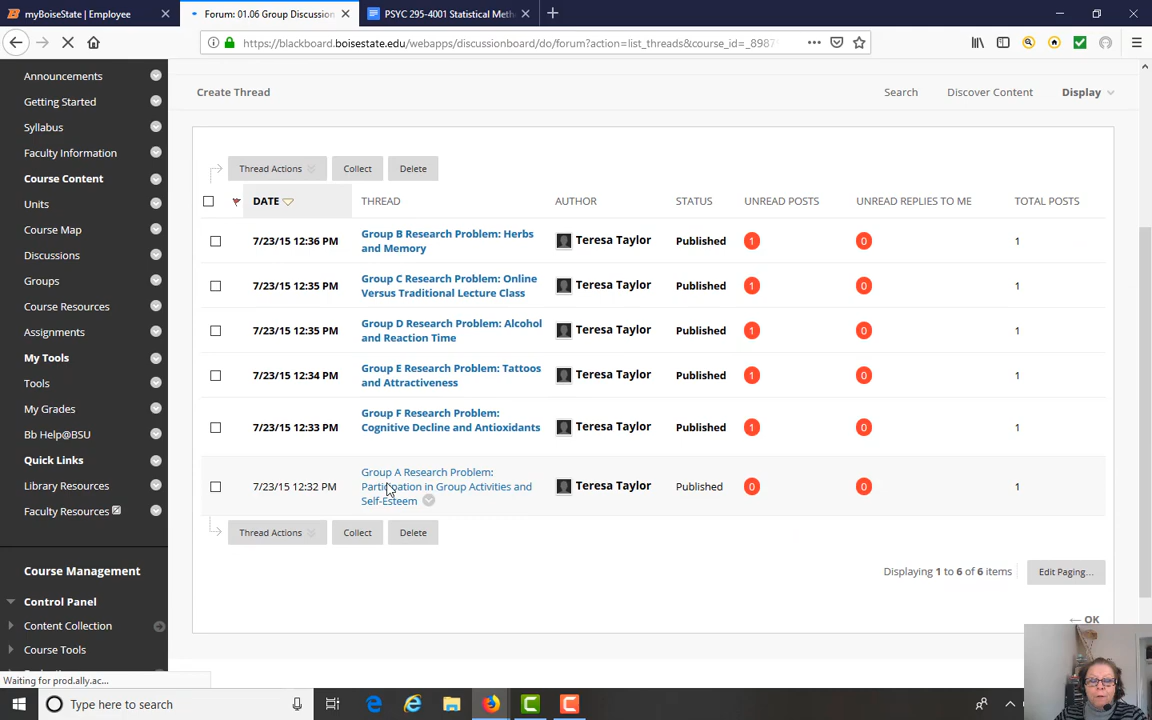 myBoiseState | Employee
Forum: 01.06 Group Discussion
PSYC 295-4001 Statistical Meth
https://blackboard.boisestate.edu/webapps/discussionboard/do/forum?action=list_threads&course_id=_8987
Announcements
Getting Started
Syllabus
Faculty Information
Course Content
Units
Course Map
Discussions
Groups
Course Resources
Assignments
My Tools
Tools
My Grades
Bb Help@BSU
Quick Links
Library Resources
Faculty Resources
Course Management
Control Panel
Content Collection
Course Tools
Waiting for prod.ally.ac...
Create Thread
Search
Discover Content
Display
Thread Actions
Collect
Delete
DATE
THREAD
AUTHOR
STATUS
UNREAD POSTS
UNREAD REPLIES TO ME
TOTAL POSTS
7/23/15 12:36 PM
Group B Research Problem: Herbs
and Memory
Teresa Taylor
Published
1
0
1
7/23/15 12:35 PM
Group C Research Problem: Online
Versus Traditional Lecture Class
Teresa Taylor
Published
1
0
1
7/23/15 12:35 PM
Group D Research Problem: Alcohol
and Reaction Time
Teresa Taylor
Published
1
0
1
7/23/15 12:34 PM
Group E Research Problem: Tattoos
and Attractiveness
Teresa Taylor
Published
1
0
1
7/23/15 12:33 PM
Group F Research Problem:
Cognitive Decline and Antioxidants
Teresa Taylor
Published
1
0
1
7/23/15 12:32 PM
Group A Research Problem:
Participation in Group Activities and
Self-Esteem
Teresa Taylor
Published
0
0
1
Thread Actions
Collect
Delete
Displaying 1 to 6 of 6 items
Edit Paging...
OK
Type here to search